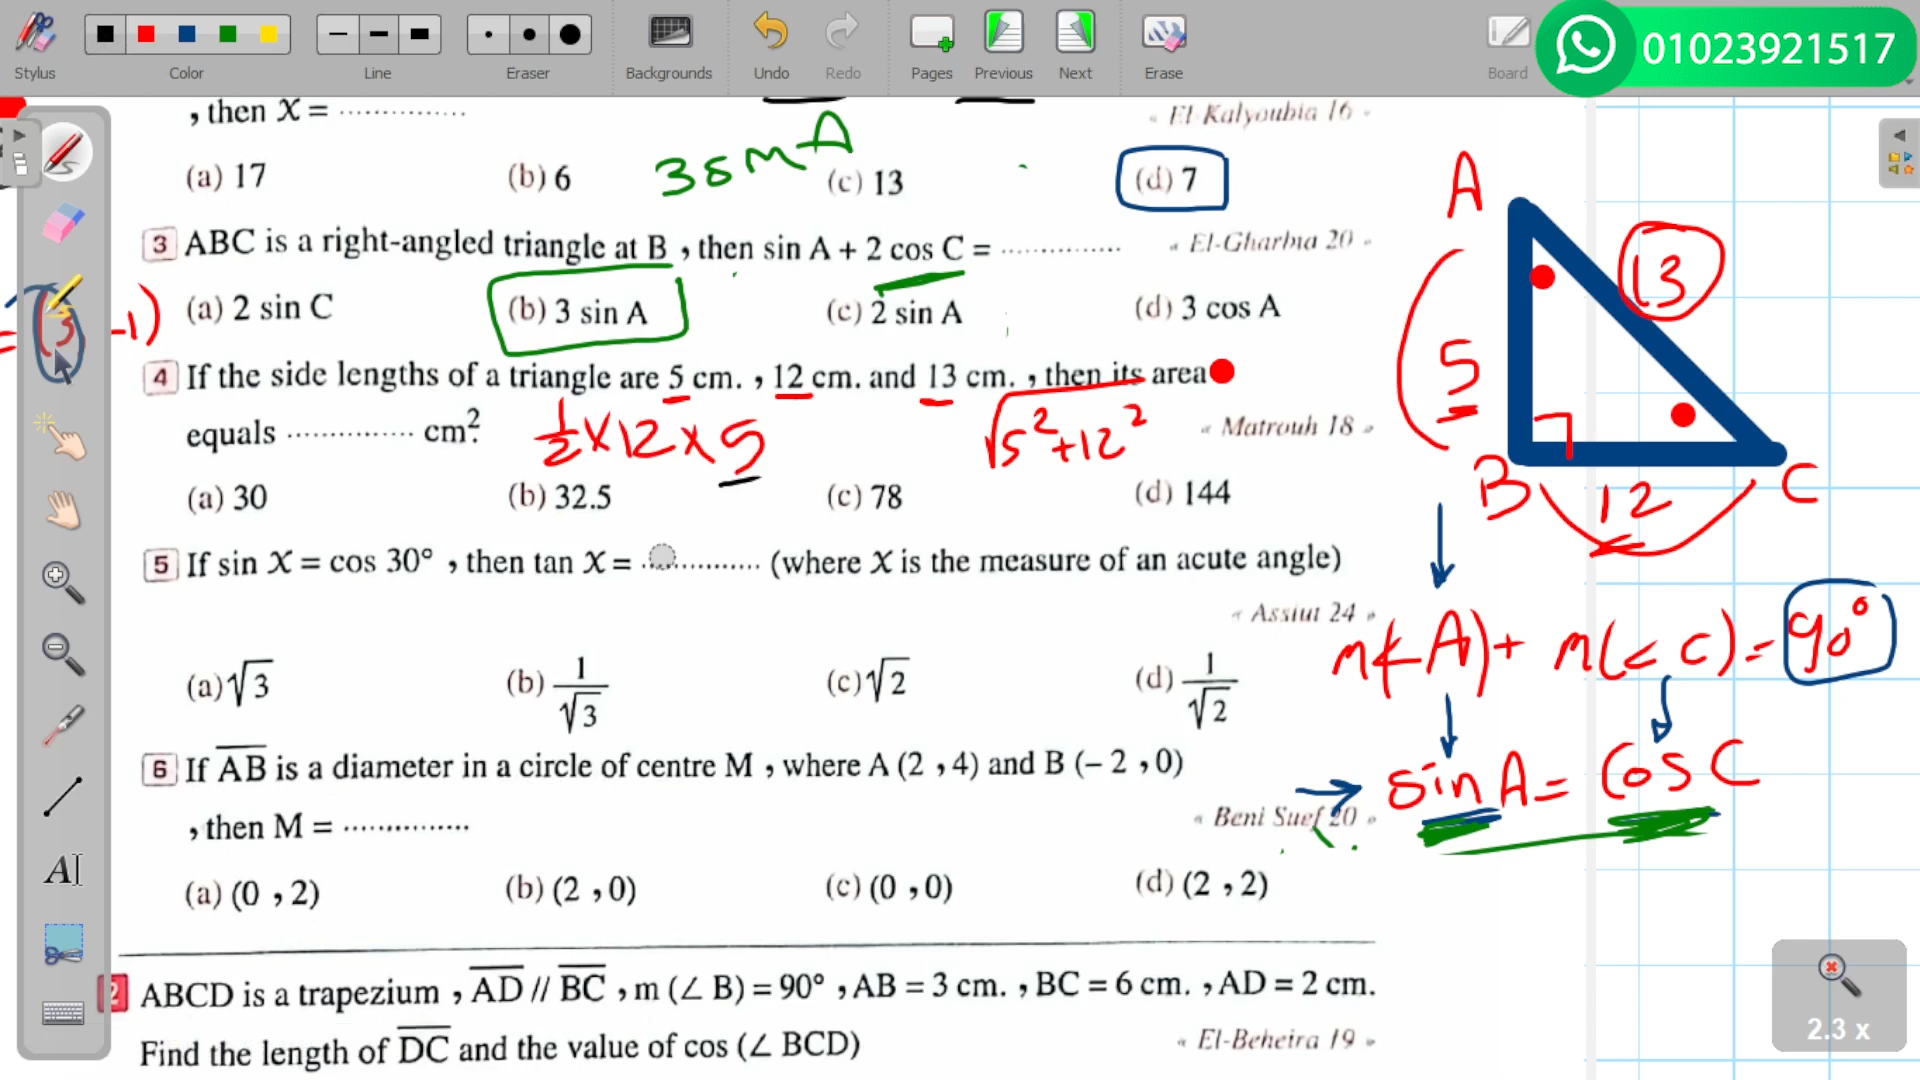 Stylus
Color
Line
Eraser
Backgrounds
Undo
Redo
Pages
Previous
Next
Erase
Board
01023921517
, then X = ...............
« El-Kalyoubia 16 »
(a) 17
(b) 6
(c) 13
(d) 7
3 sin A
3 ABC is a right-angled triangle at B , then sin A + 2 cos C = ...............
« El-Gharbia 20 »
(a) 2 sin C
(b) 3 sin A
(c) 2 sin A
(d) 3 cos A
4 If the side lengths of a triangle are 5 cm. , 12 cm. and 13 cm. , then its area
equals ............... cm².
« Matrouh 18 »
½ × 12 × 5
√5² + 12²
(a) 30
(b) 32.5
(c) 78
(d) 144
5 If sin X = cos 30° , then tan X = ............... (where X is the measure of an acute angle)
« Assiut 24 »
(a) √3
(b) 1/√3
(c) √2
(d) 1/√2
6 If AB is a diameter in a circle of centre M , where A (2 , 4) and B (– 2 , 0)
, then M = ...............
« Beni Suef 20 »
(a) (0 , 2)
(b) (2 , 0)
(c) (0 , 0)
(d) (2 , 2)
2 ABCD is a trapezium , AD // BC , m (∠ B) = 90° , AB = 3 cm. , BC = 6 cm. , AD = 2 cm.
Find the length of DC and the value of cos (∠ BCD)
« El-Beheira 19 »
A
13
5
B
12
C
m(∠A) + m(∠C) = 90°
sin A = Cos C
2.3 x